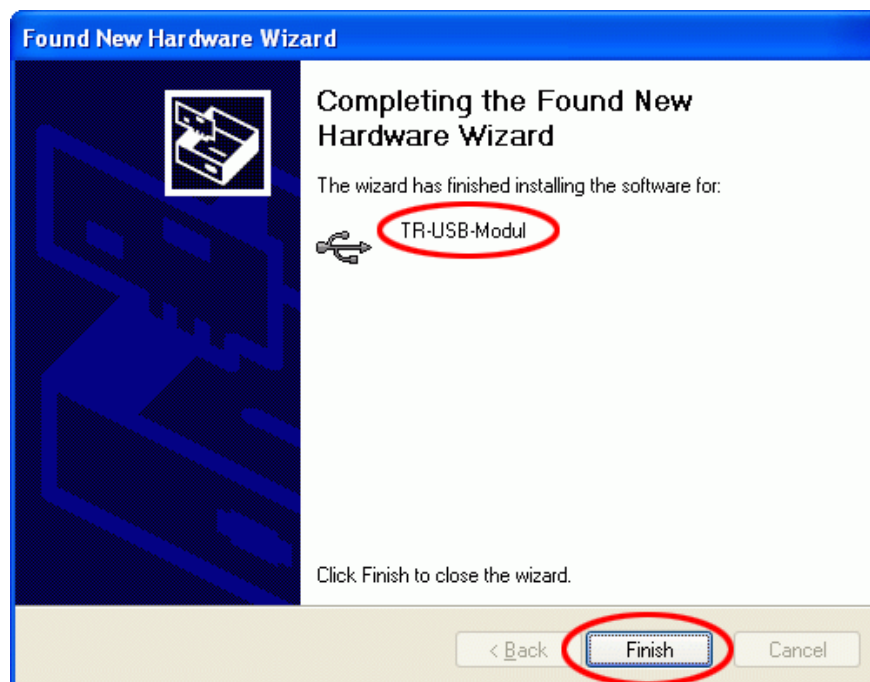 Found New Hardware Wizard
Completing the Found New
Hardware Wizard
The wizard has finished installing the software for:
TR-USB-Modul
Click Finish to close the wizard.
< Back Finish Cancel